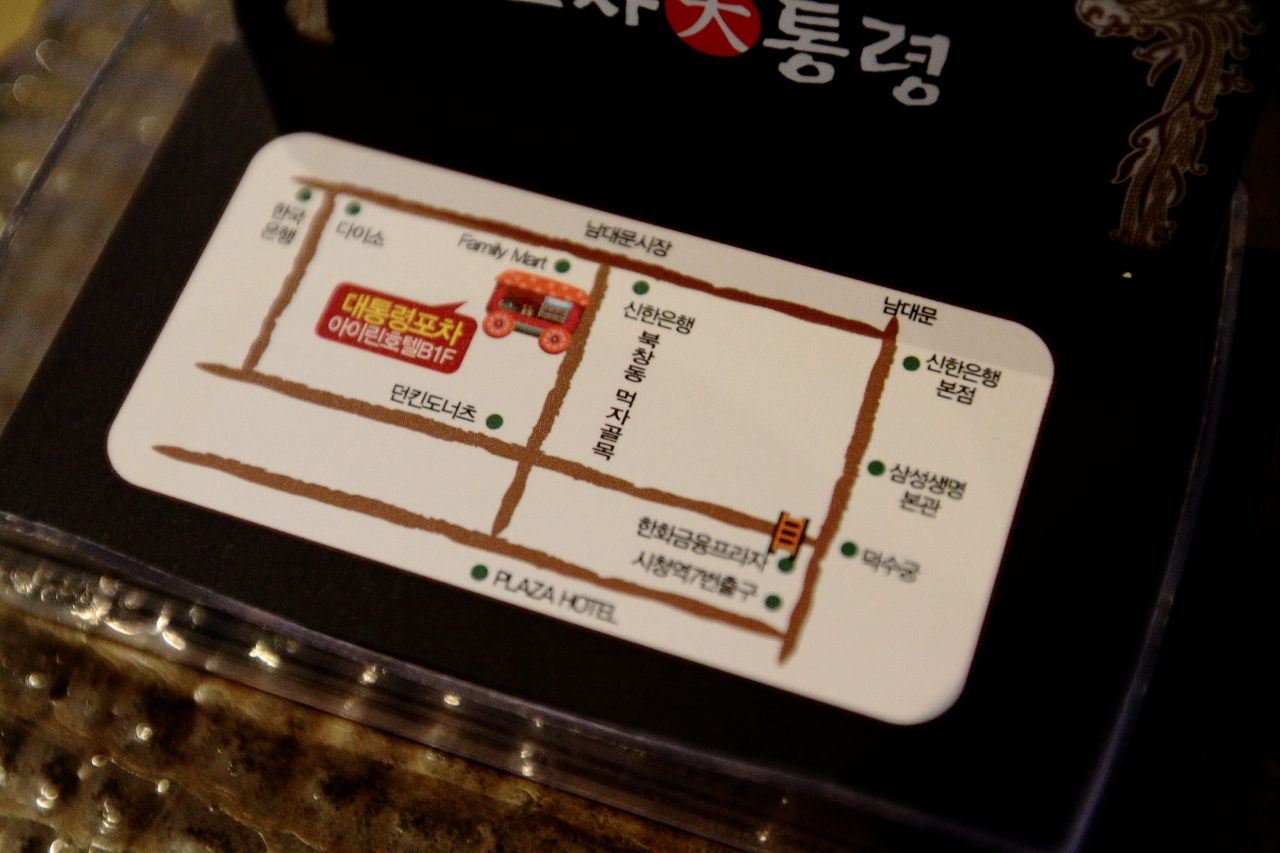 차大통령
남대문시장
남대문
한국
은행
다이소
Family Mart
신한은행
신한은행
본점
대통령포차
아이린호텔B1F
북창동 먹자골목
던킨도너츠
삼성생명
본관
한화금융프라자
덕수궁
시청역7번출구
PLAZA HOTEL